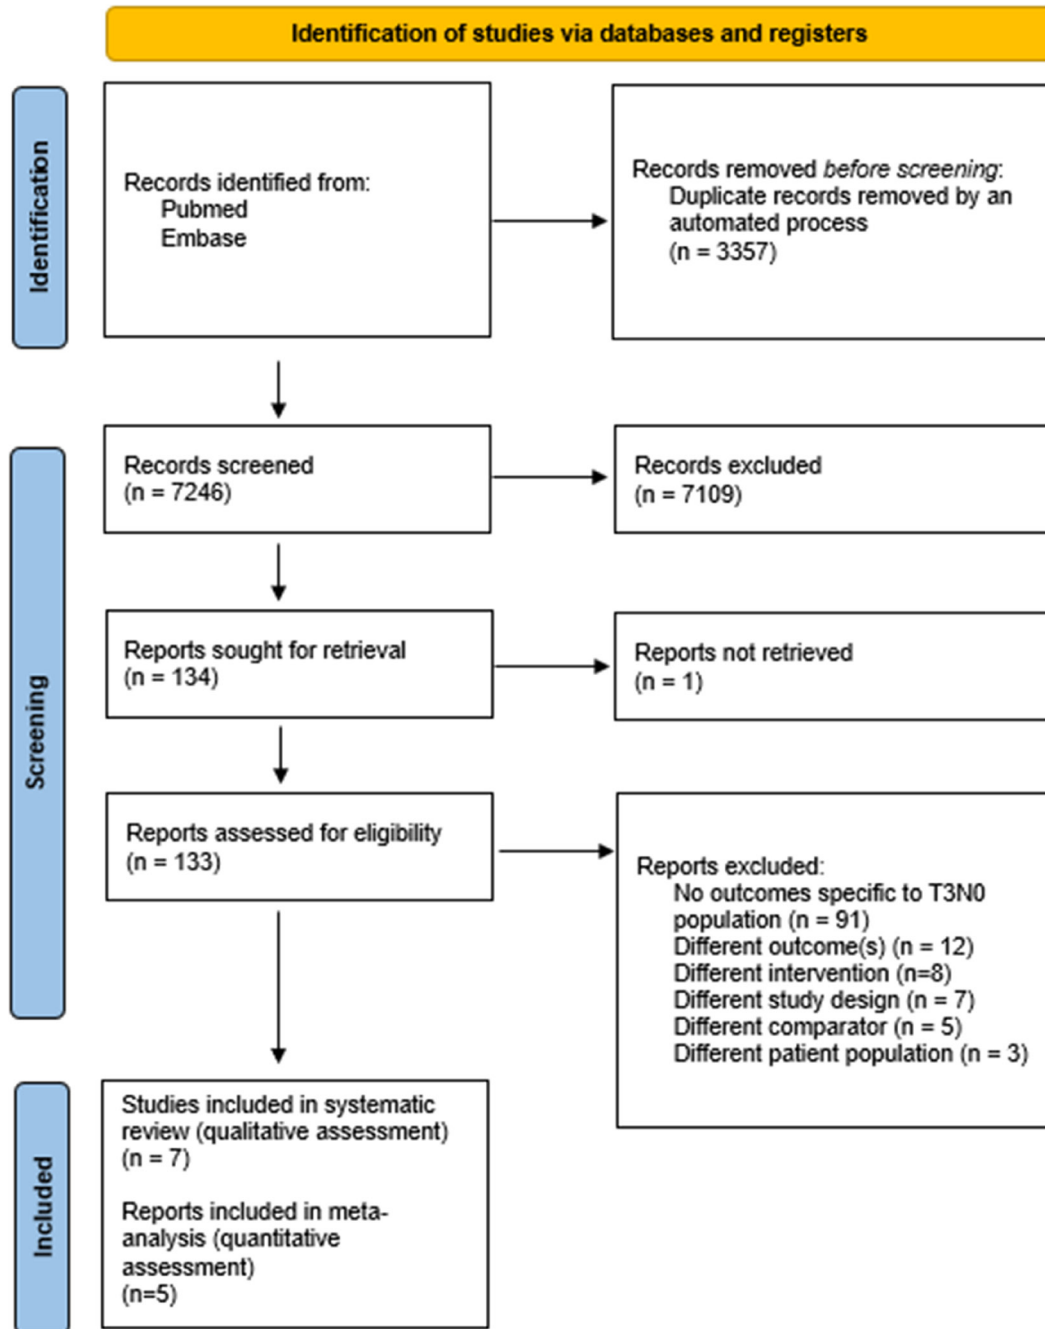 Identification of studies via databases and registers
Identification
Records identified from:
Pubmed
Embase
Records removed before screening:
Duplicate records removed by an
automated process
(n = 3357)
Screening
Records screened
(n = 7246)
Records excluded
(n = 7109)
Reports sought for retrieval
(n = 134)
Reports not retrieved
(n = 1)
Reports assessed for eligibility
(n = 133)
Reports excluded:
No outcomes specific to T3N0
population (n = 91)
Different outcome(s) (n = 12)
Different intervention (n=8)
Different study design (n = 7)
Different comparator (n = 5)
Different patient population (n = 3)
Included
Studies included in systematic
review (qualitative assessment)
(n = 7)
Reports included in meta-
analysis (quantitative
assessment)
(n=5)